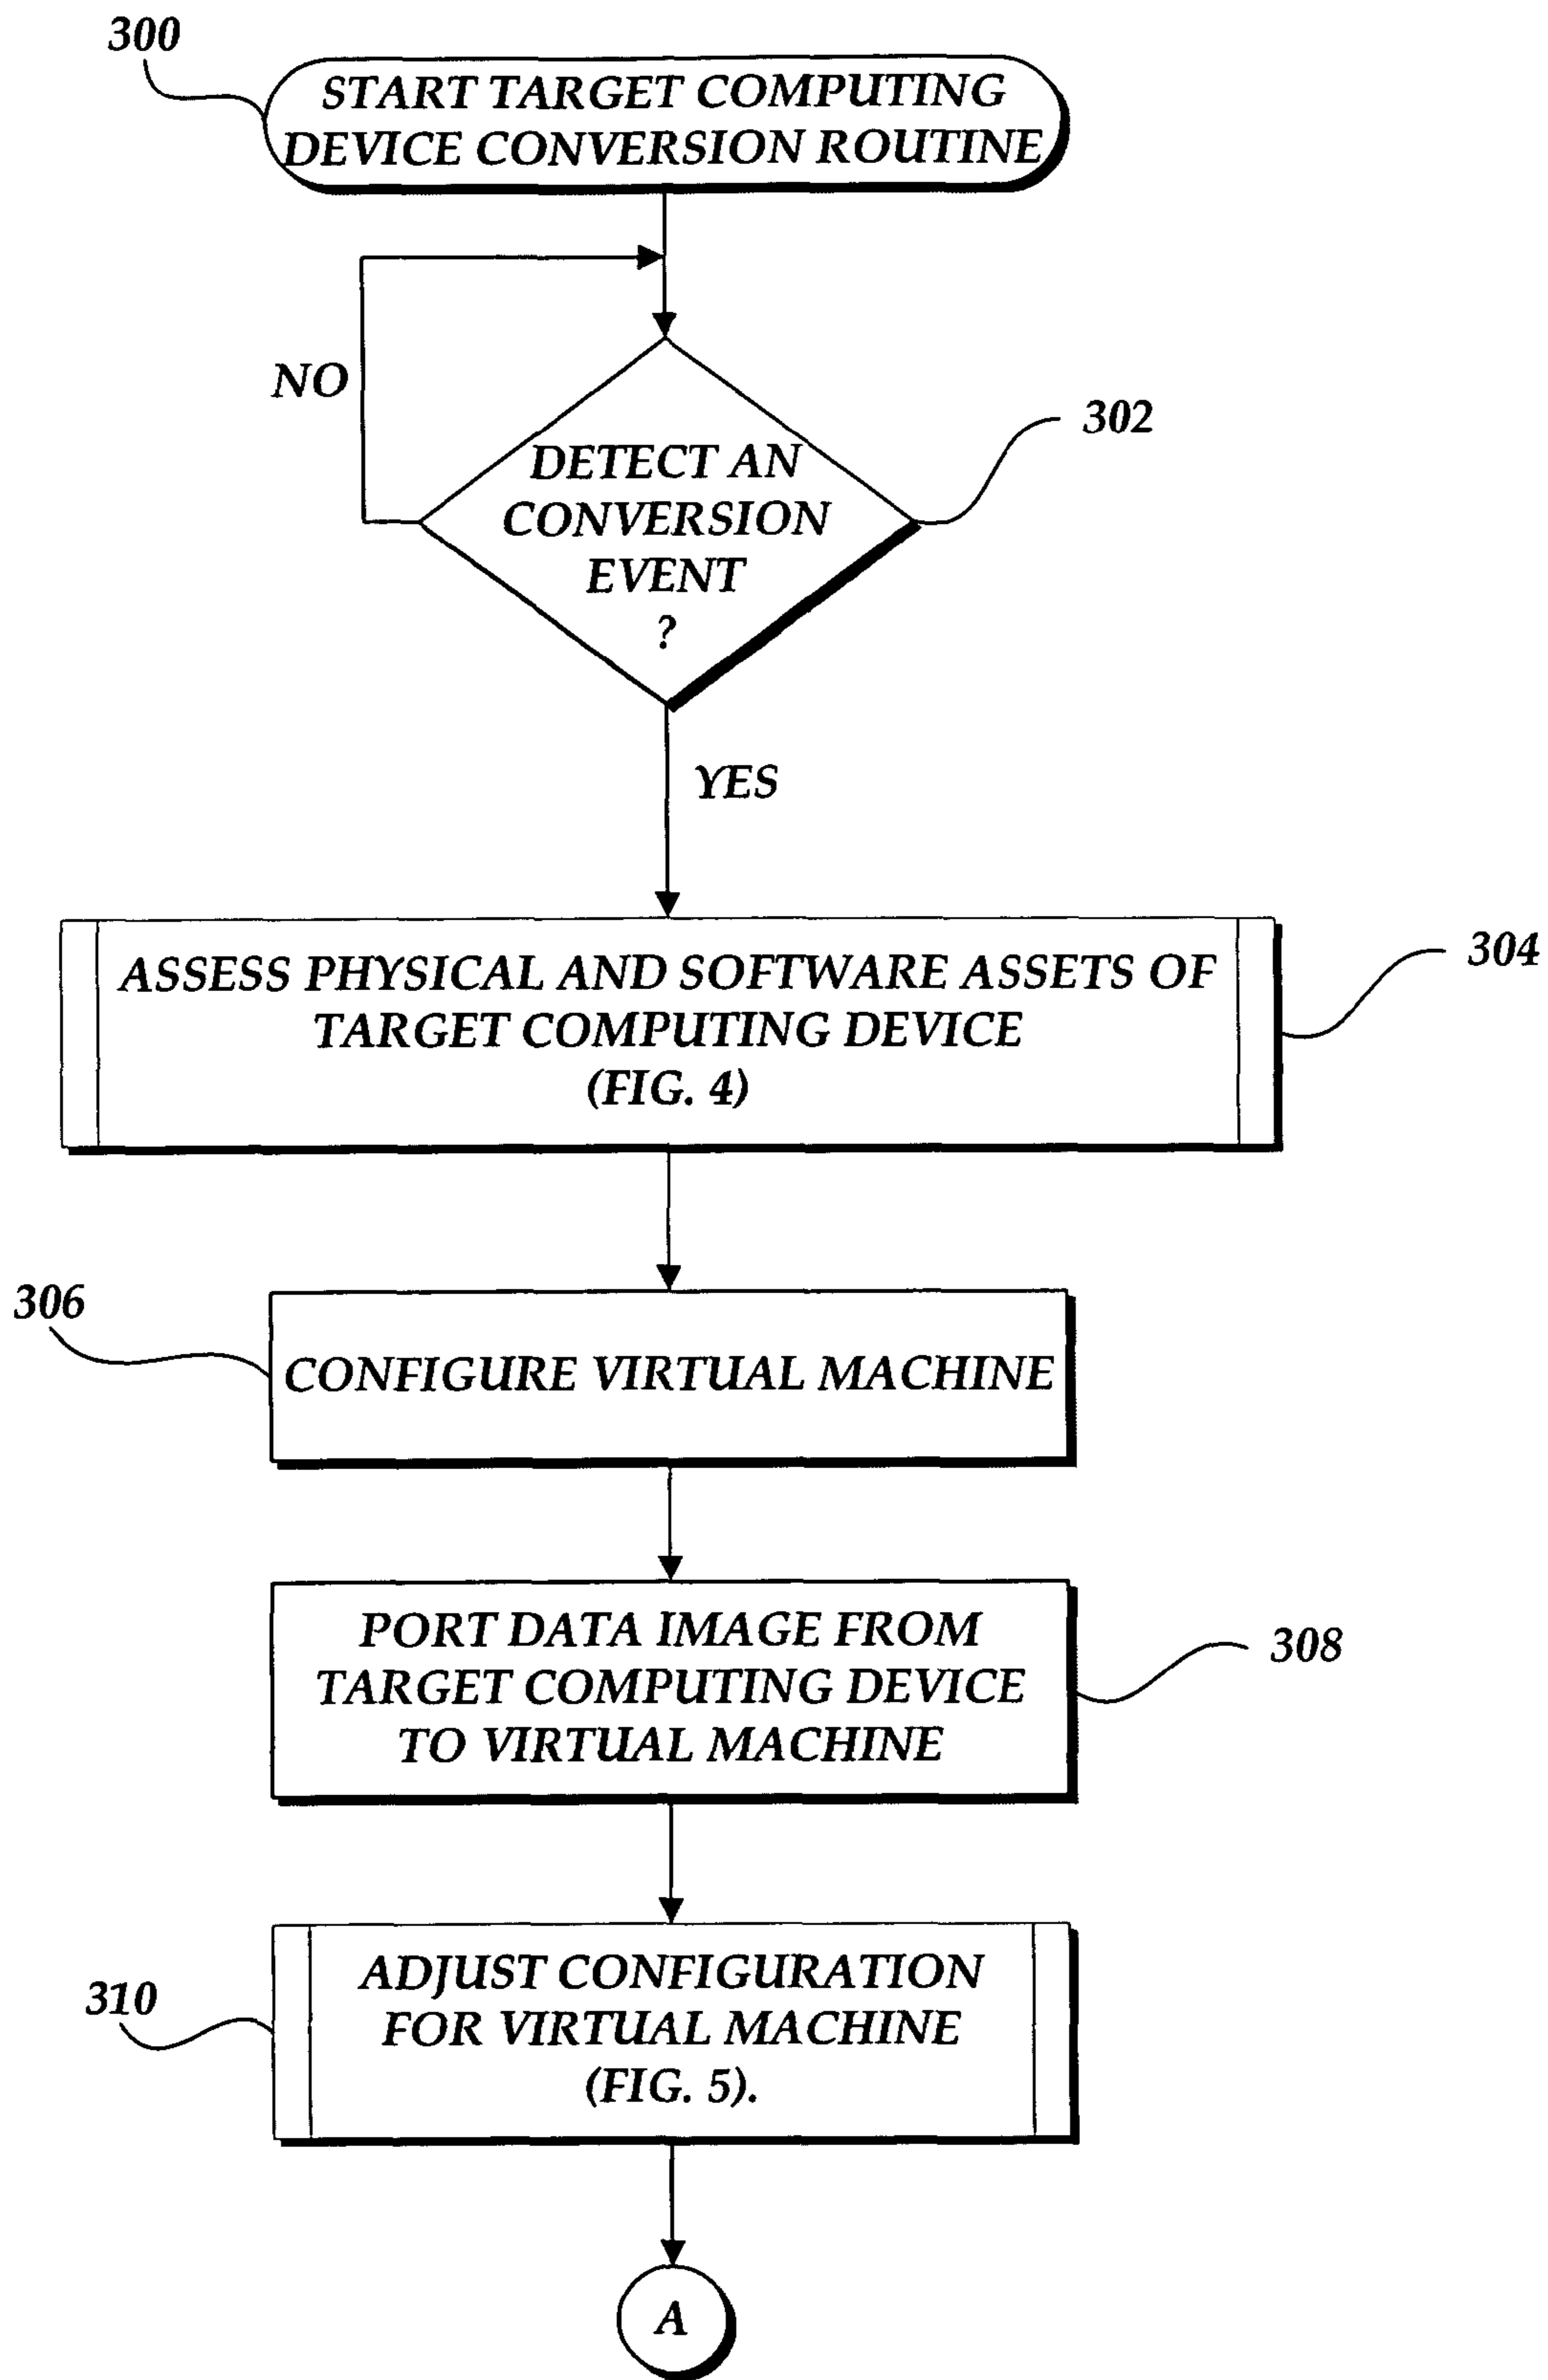 300
START TARGET COMPUTING
DEVICE CONVERSION ROUTINE
NO
302
DETECT AN
CONVERSION
EVENT
?
YES
304
ASSESS PHYSICAL AND SOFTWARE ASSETS OF
TARGET COMPUTING DEVICE
(FIG. 4)
306
CONFIGURE VIRTUAL MACHINE
PORT DATA IMAGE FROM
308
TARGET COMPUTING DEVICE
TO VIRTUAL MACHINE
ADJUST CONFIGURATION
310
FOR VIRTUAL MACHINE
(FIG. 5).
A